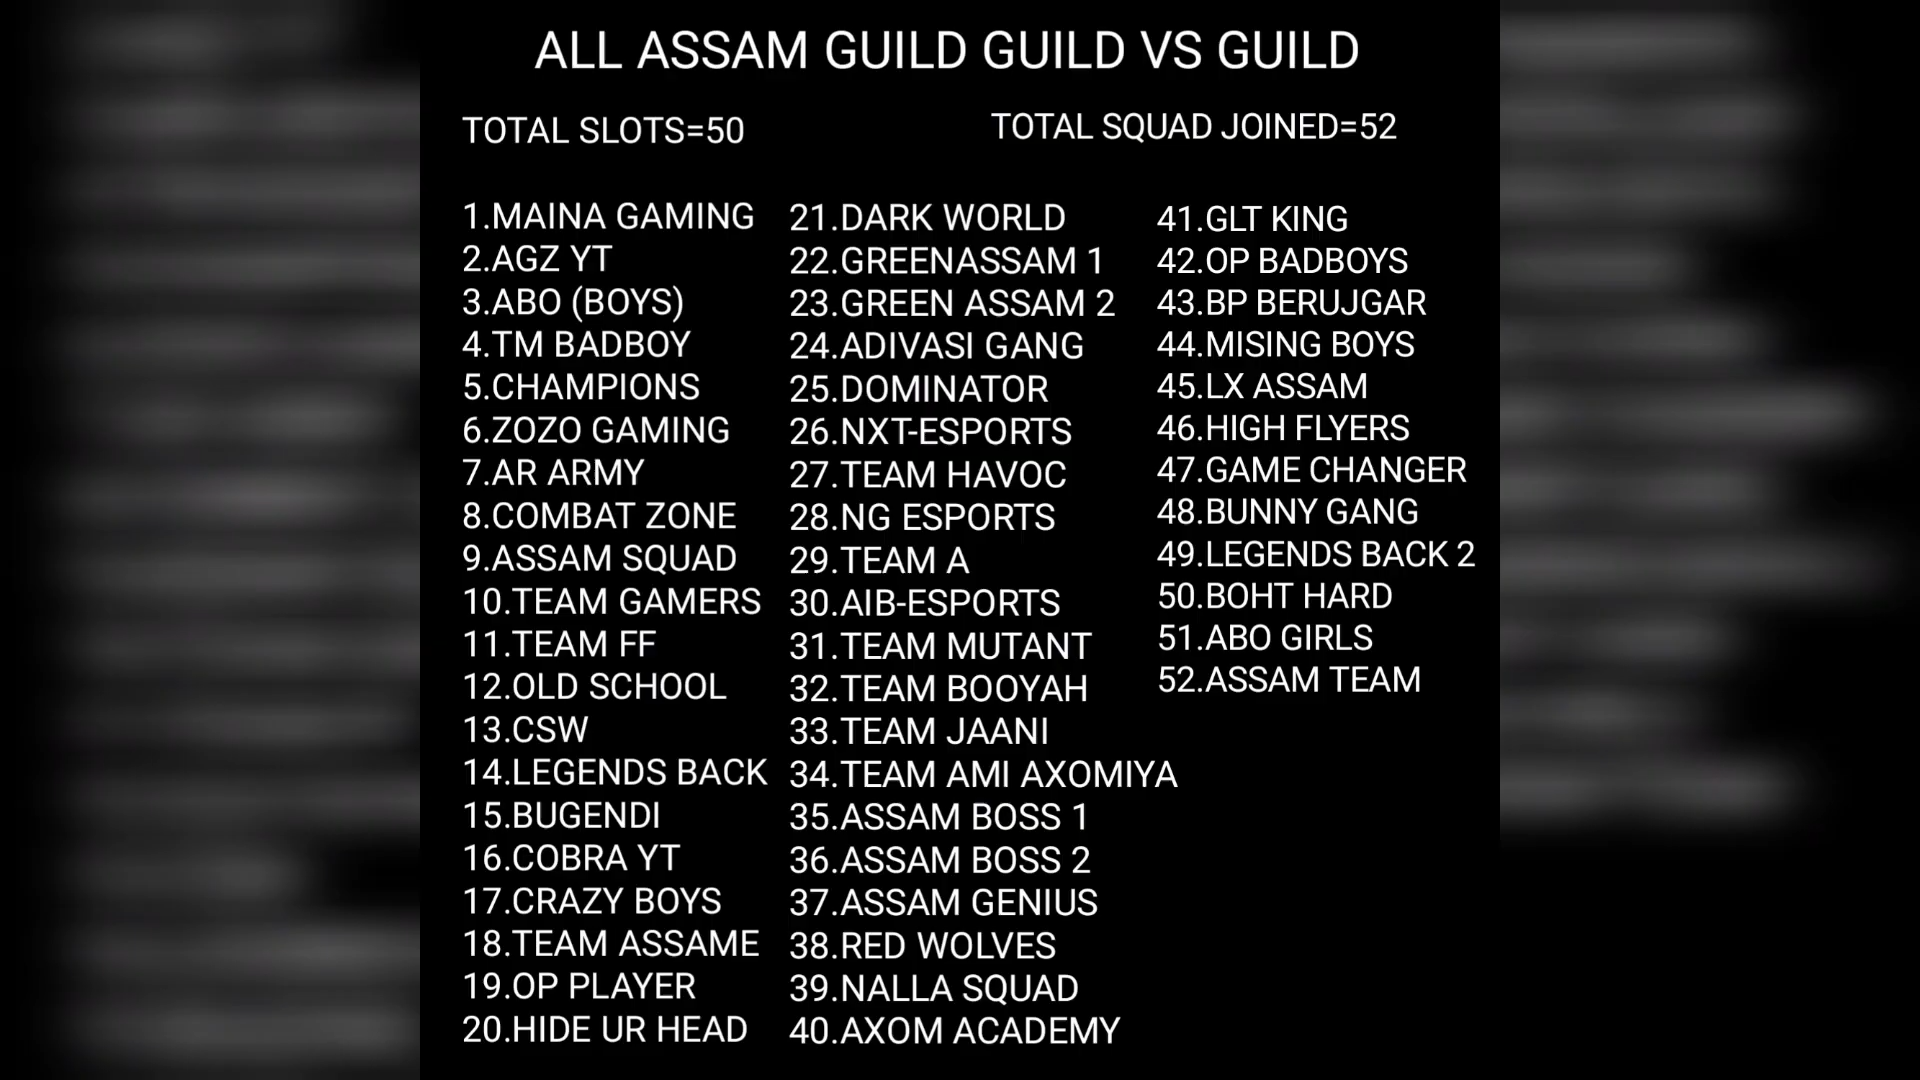 ALL ASSAM GUILD GUILD VS GUILD
TOTAL SLOTS=50
TOTAL SQUAD JOINED=52
1.MAINA GAMING
2.AGZ YT
3.ABO (BOYS)
4.TM BADBOY
5.CHAMPIONS
6.ZOZO GAMING
7.AR ARMY
8.COMBAT ZONE
9.ASSAM SQUAD
10.TEAM GAMERS
11.TEAM FF
12.OLD SCHOOL
13.CSW
14.LEGENDS BACK
15.BUGENDI
16.COBRA YT
17.CRAZY BOYS
18.TEAM ASSAME
19.OP PLAYER
20.HIDE UR HEAD
21.DARK WORLD
22.GREENASSAM 1
23.GREEN ASSAM 2
24.ADIVASI GANG
25.DOMINATOR
26.NXT-ESPORTS
27.TEAM HAVOC
28.NG ESPORTS
29.TEAM A
30.AIB-ESPORTS
31.TEAM MUTANT
32.TEAM BOOYAH
33.TEAM JAANI
34.TEAM AMI AXOMIYA
35.ASSAM BOSS 1
36.ASSAM BOSS 2
37.ASSAM GENIUS
38.RED WOLVES
39.NALLA SQUAD
40.AXOM ACADEMY
41.GLT KING
42.OP BADBOYS
43.BP BERUJGAR
44.MISING BOYS
45.LX ASSAM
46.HIGH FLYERS
47.GAME CHANGER
48.BUNNY GANG
49.LEGENDS BACK 2
50.BOHT HARD
51.ABO GIRLS
52.ASSAM TEAM